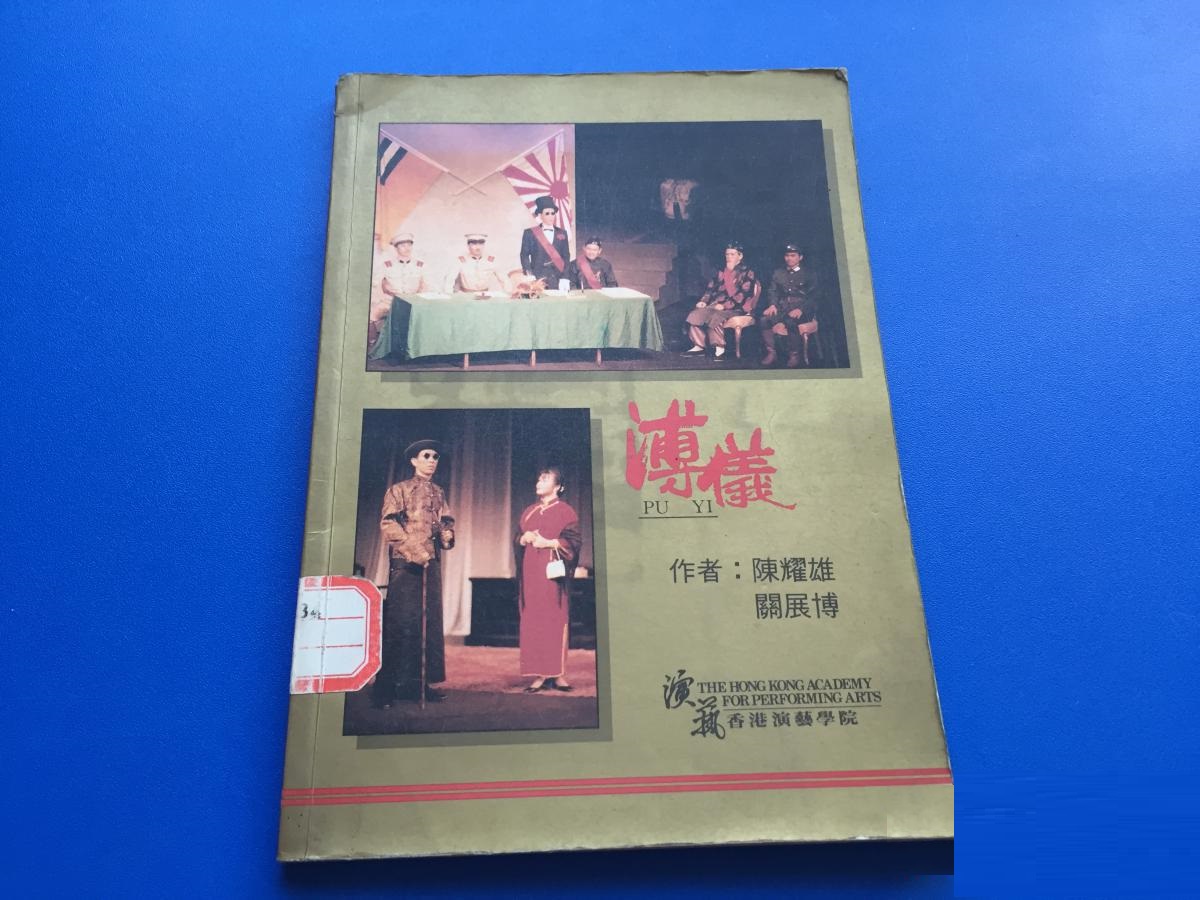 溥儀
PU YI
作者：陳耀雄
關展博
演藝
THE HONG KONG ACADEMY
FOR PERFORMING ARTS
香港演藝學院